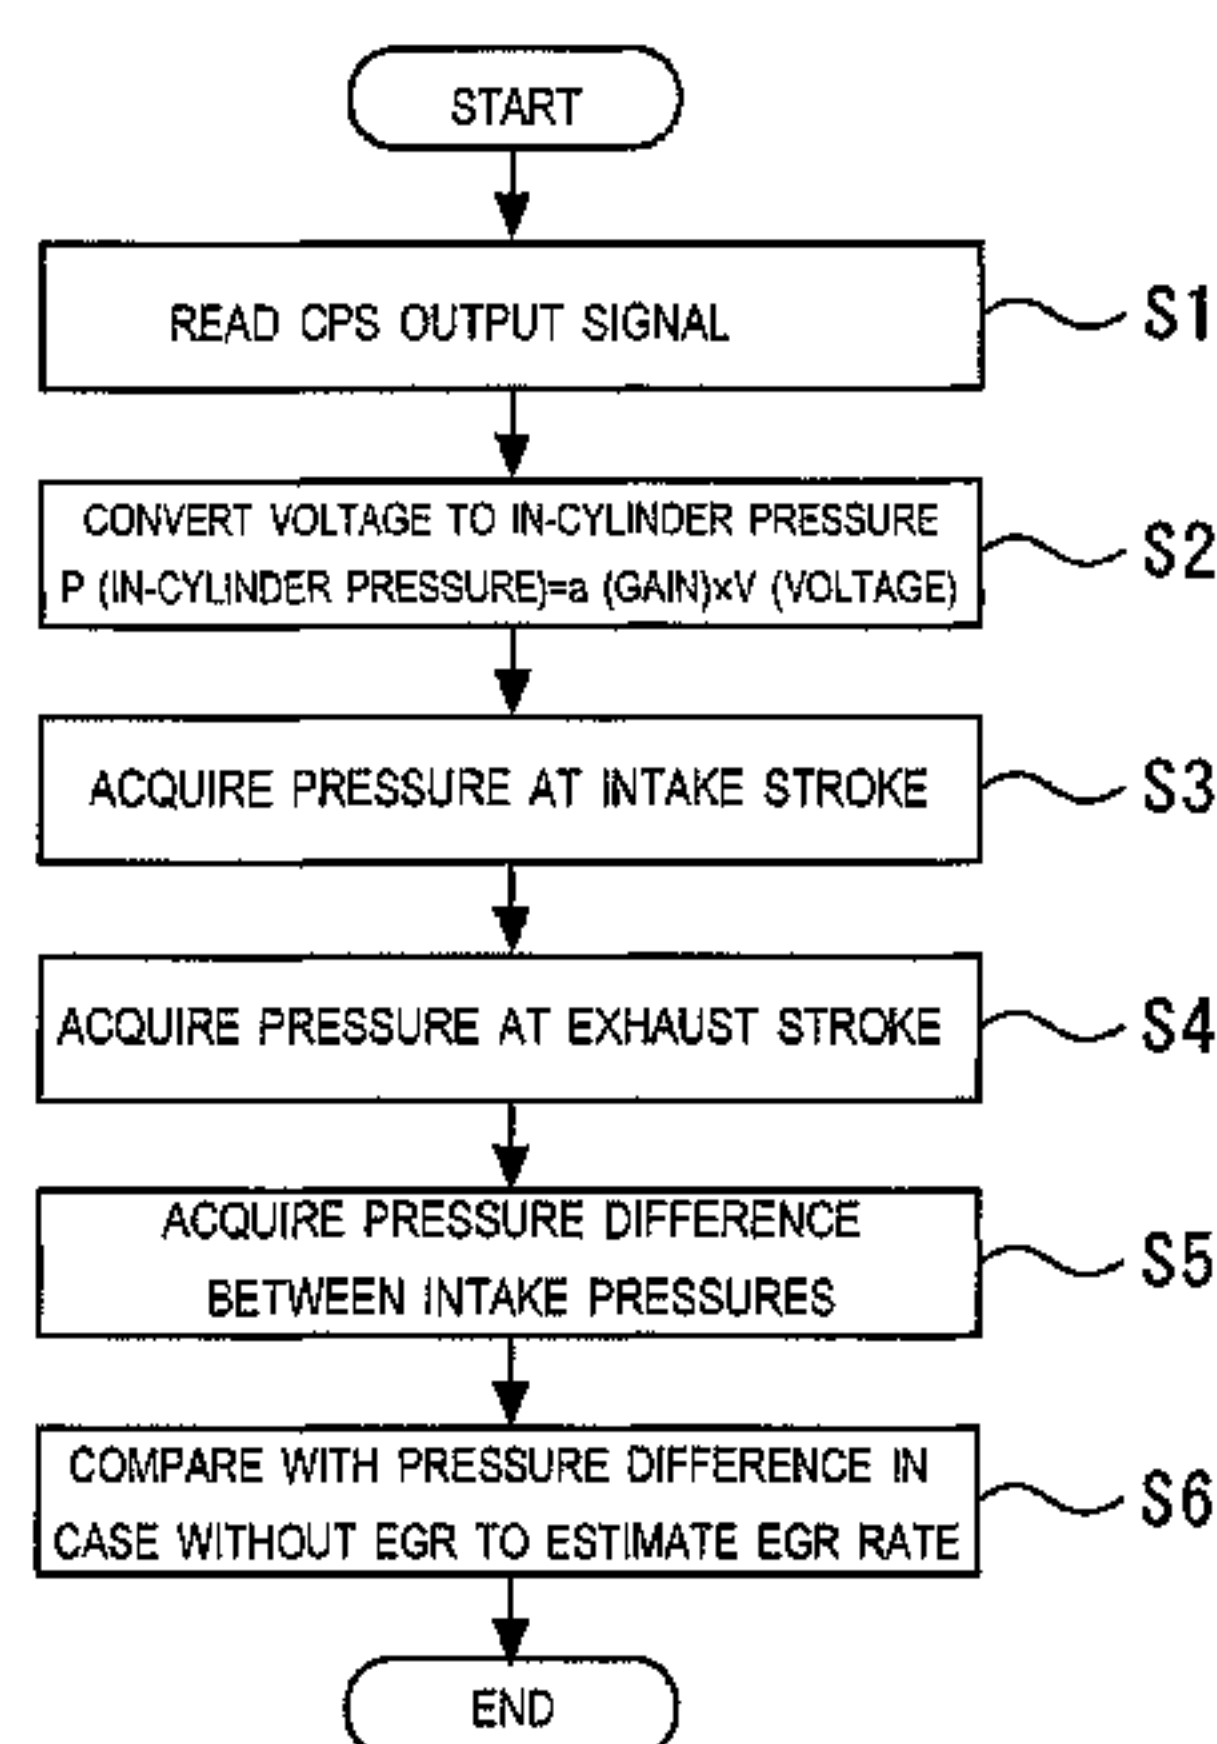 START
READ CPS OUTPUT SIGNAL
S1
CONVERT VOLTAGE TO IN-CYLINDER PRESSURE
P (IN-CYLINDER PRESSURE)=a (GAIN)xV (VOLTAGE)
S2
ACQUIRE PRESSURE AT INTAKE STROKE
S3
ACQUIRE PRESSURE AT EXHAUST STROKE
S4
ACQUIRE PRESSURE DIFFERENCE
BETWEEN INTAKE PRESSURES
S5
COMPARE WITH PRESSURE DIFFERENCE IN
CASE WITHOUT EGR TO ESTIMATE EGR RATE
S6
END